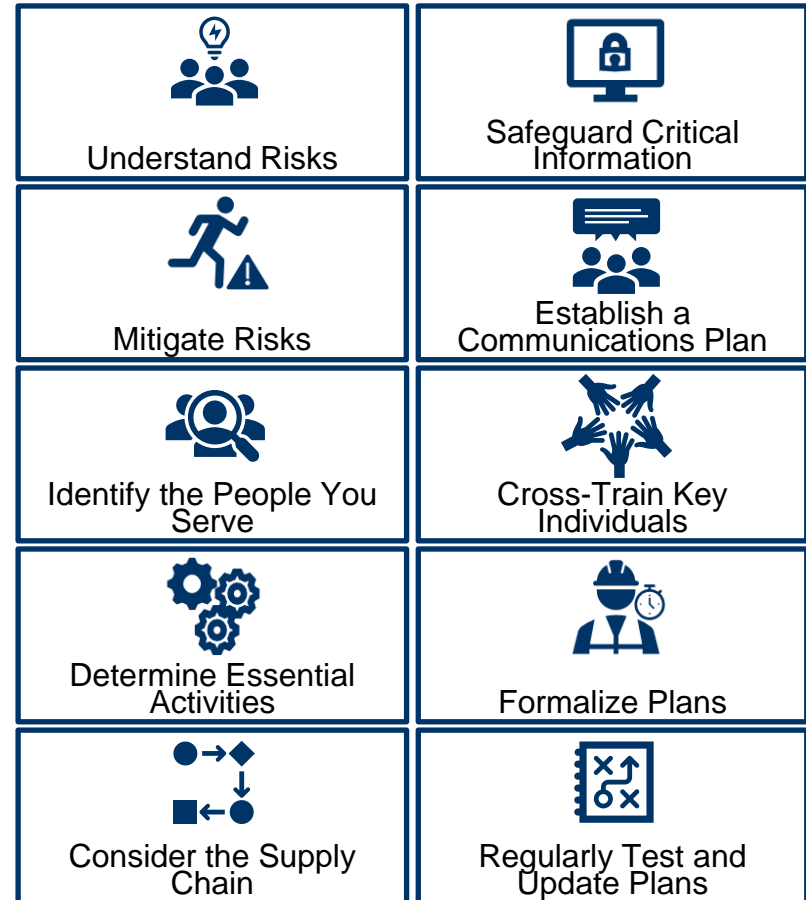 Understand Risks
Safeguard Critical
Information
Mitigate Risks
Establish a
Communications Plan
Identify the People You
Serve
Cross-Train Key
Individuals
Determine Essential
Activities
Formalize Plans
Consider the Supply
Chain
Regularly Test and
Update Plans